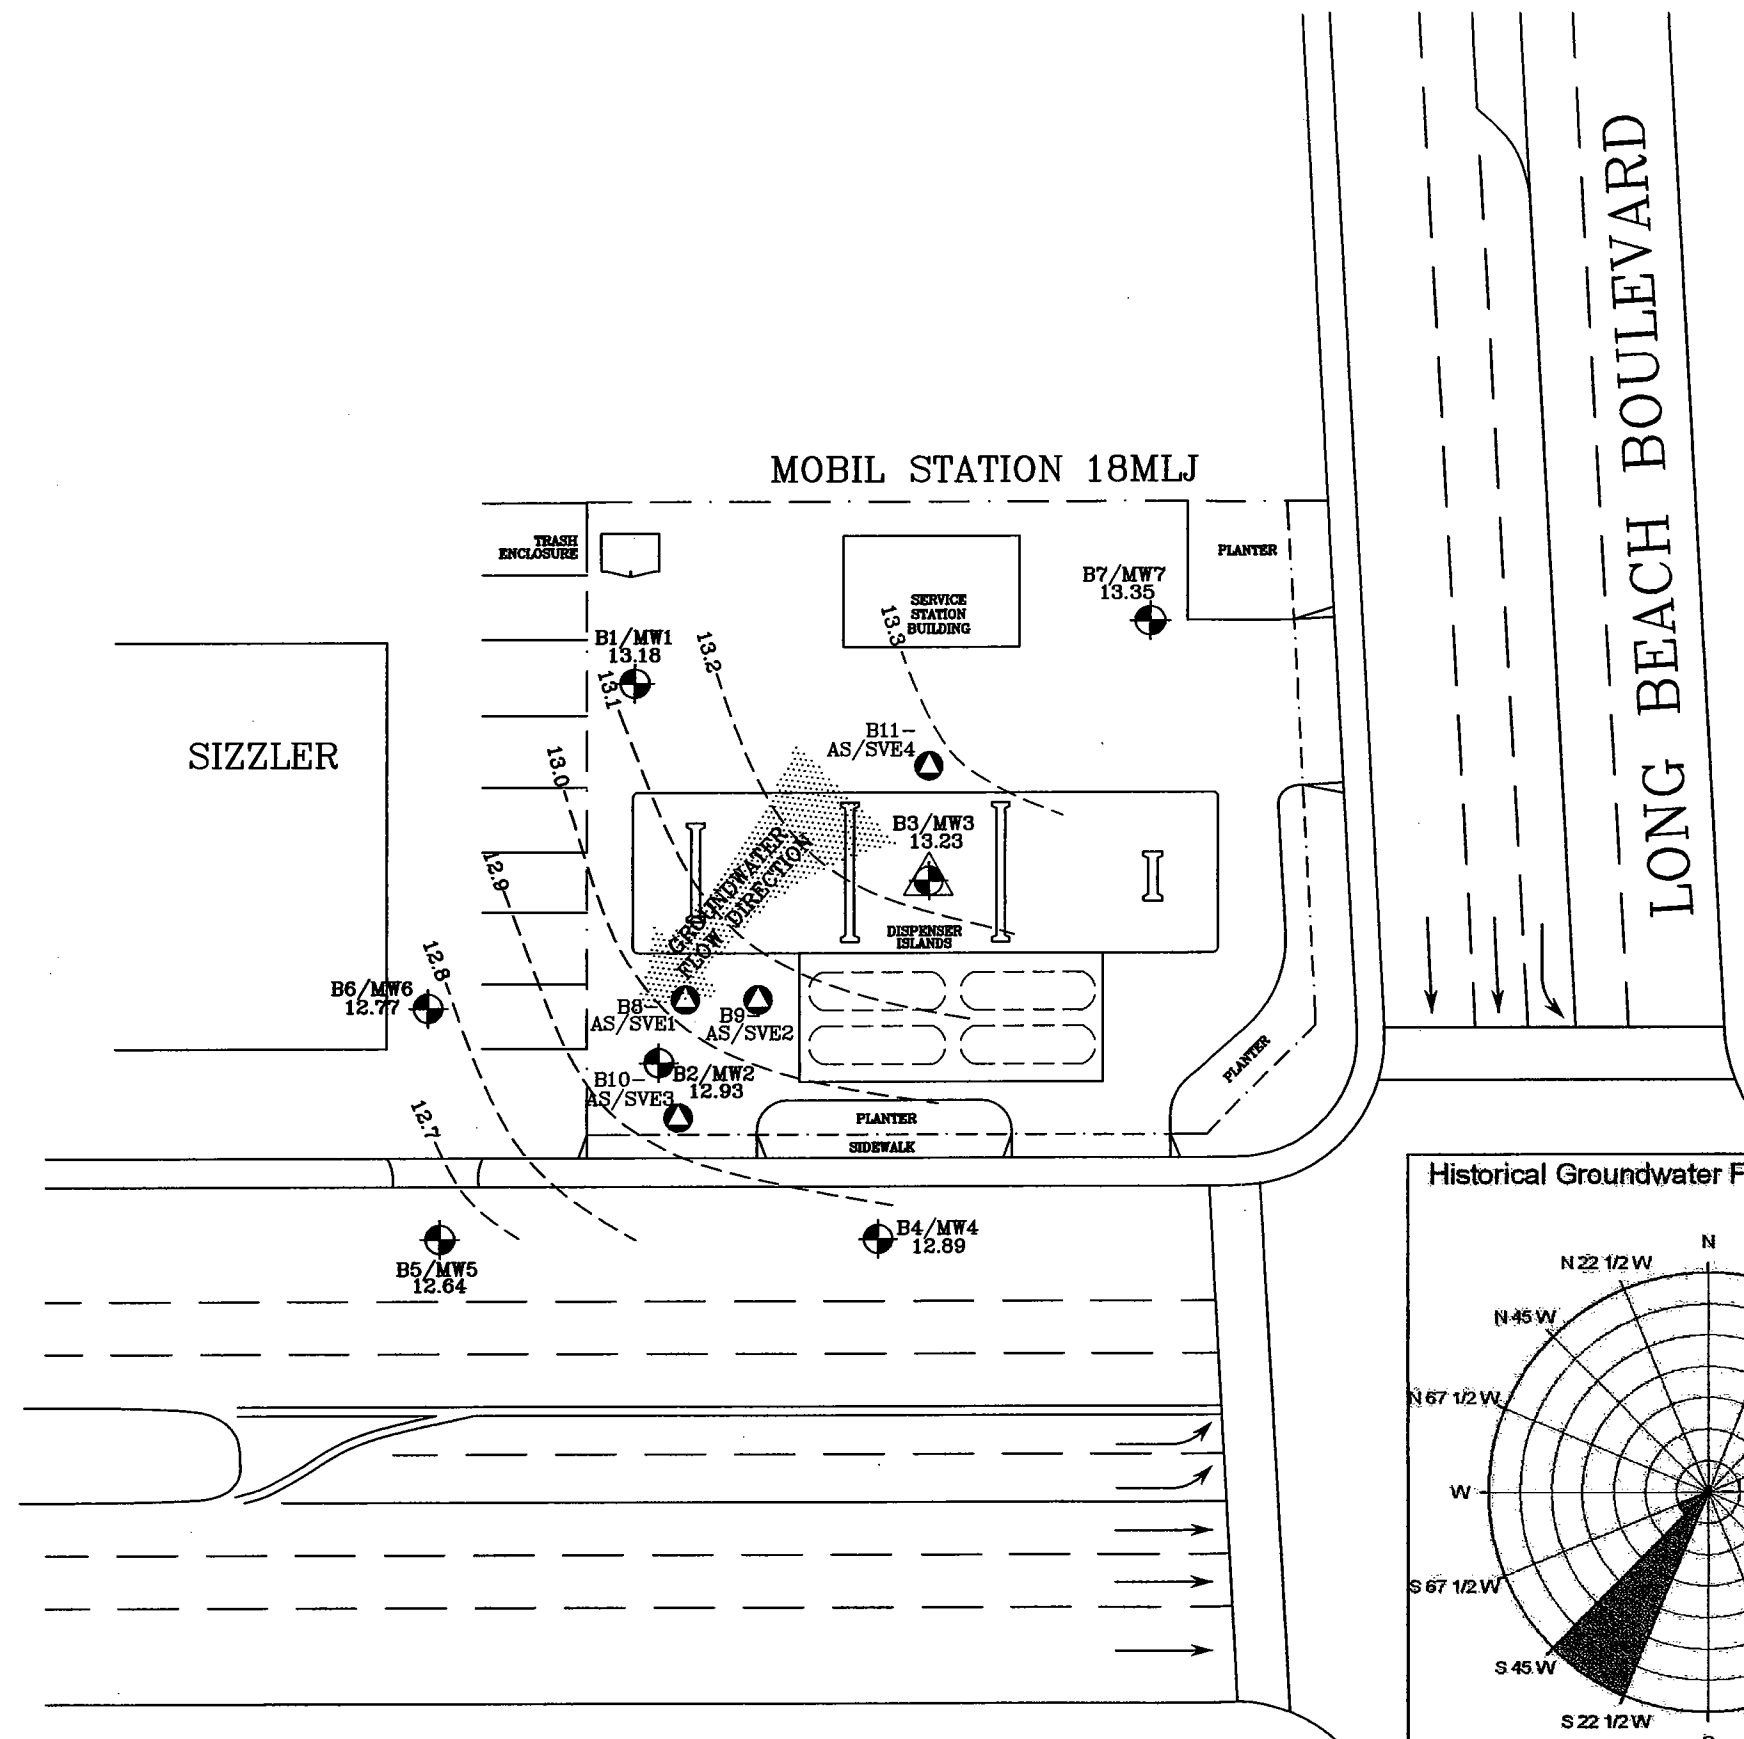 LONG BEACH BOULEVARD
MOBIL STATION 18MLJ
TRASH
ENCLOSURE
PLANTER
B7/MW7
13.35
SERVICE
STATION
BUILDING
13.3
B1/MW1
13.18
13.2
13.1
SIZZLER
B11-
AS/SVE4
13.0
B3/MW3
13.23
GROUNDWATER
FLOW DIRECTION
12.9
DISPENSER
ISLANDS
12.8
B6/MW6
12.77
B8-
AS/SVE1
B9-
AS/SVE2
B2/MW2
12.93
B10-
AS/SVE3
PLANTER
12.7
PLANTER
SIDEWALK
B4/MW4
12.89
B5/MW5
12.64
Historical Groundwater F
N
N 22 1/2 W
N 45 W
N 67 1/2 W
W
S 67 1/2 W
S 45 W
S 22 1/2 W